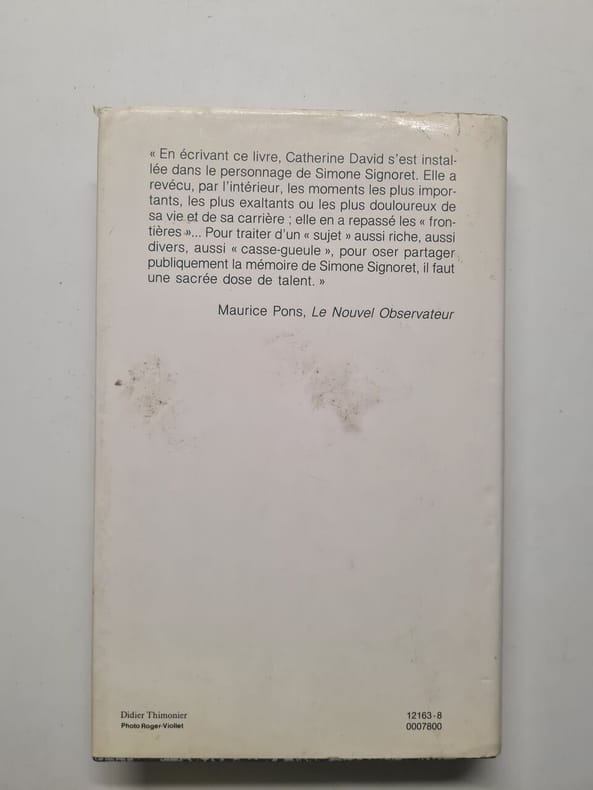 « En écrivant ce livre, Catherine David s'est instal-
lée dans le personnage de Simone Signoret. Elle a
revécu, par l'intérieur, les moments les plus impor-
tants, les plus exaltants ou les plus douloureux de
sa vie et de sa carrière ; elle en a repassé les « fron-
tières »... Pour traiter d'un « sujet » aussi riche, aussi
divers, aussi « casse-gueule », pour oser partager
publiquement la mémoire de Simone Signoret, il faut
une sacrée dose de talent. »
Maurice Pons, Le Nouvel Observateur
Didier Thimonier
Photo Roger-Viollet
12163-8
0007800